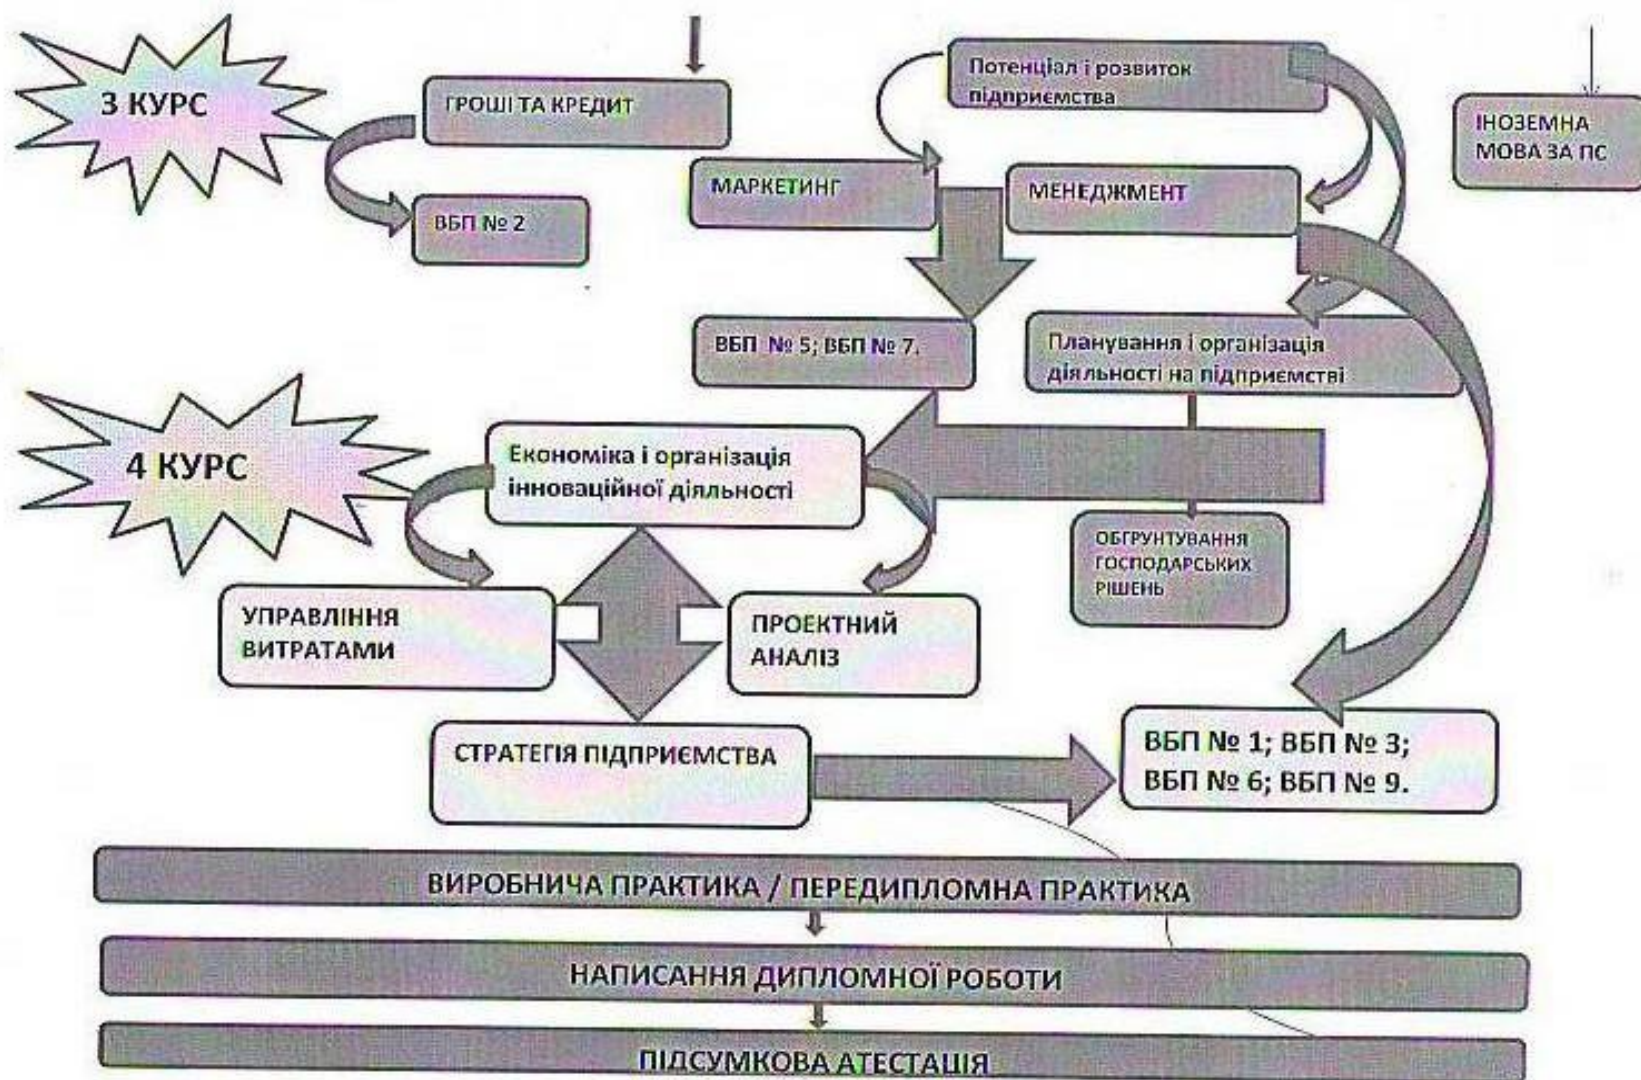 3 КУРС
ГРОШІ ТА КРЕДИТ
Потенціал і розвиток
підприємства
ІНОЗЕМНА
МОВА ЗА ПС
МАРКЕТИНГ
МЕНЕДЖМЕНТ
ВБП № 2
ВБП № 5; ВБП № 7.
Планування і організація
діяльності на підприємстві
4 КУРС
Економіка і організація
інноваційної діяльності
ОБГРУНТУВАННЯ
ГОСПОДАРСЬКИХ
РІШЕНЬ
УПРАВЛІННЯ
ВИТРАТАМИ
ПРОЕКТНИЙ
АНАЛІЗ
СТРАТЕГІЯ ПІДПРИЄМСТВА
ВБП № 1; ВБП № 3;
ВБП № 6; ВБП № 9.
ВИРОБНИЧА ПРАКТИКА / ПЕРЕДИПЛОМНА ПРАКТИКА
НАПИСАННЯ ДИПЛОМНОЇ РОБОТИ
ПІДСУМКОВА АТЕСТАЦІЯ